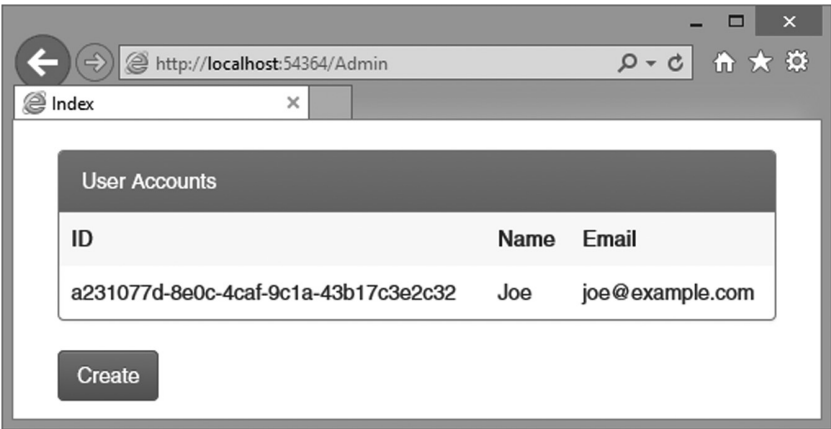 http://localhost:54364/Admin
Index
User Accounts
ID Name Email
a231077d-8e0c-4caf-9c1a-43b17c3e2c32 Joe joe@example.com
Create